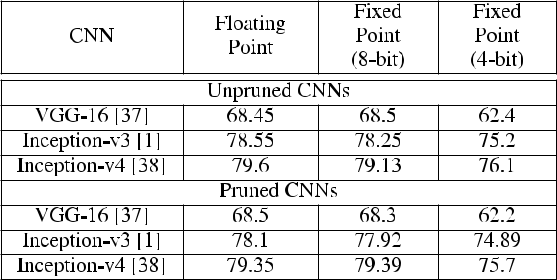 CNN Floating Point Fixed Point (8-bit) Fixed Point (4-bit)
Unpruned CNNs
VGG-16 [37] 68.45 68.5 62.4
Inception-v3 [1] 78.55 78.25 75.2
Inception-v4 [38] 79.6 79.13 76.1
Pruned CNNs
VGG-16 [37] 68.5 68.3 62.2
Inception-v3 [1] 78.1 77.92 74.89
Inception-v4 [38] 79.35 79.39 75.7